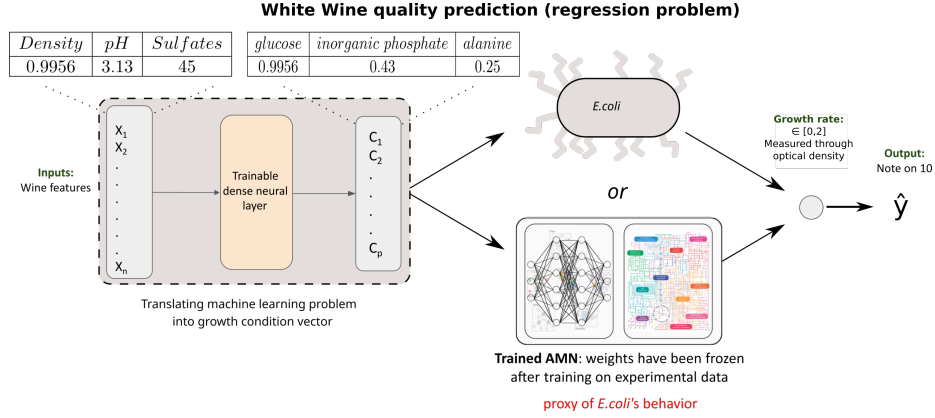 White Wine quality prediction (regression problem)
Density pH Sulfates
0.9956 3.13 45
glucose inorganic phosphate alanine
0.9956 0.43 0.25
Inputs:
Wine features
X1
X2
.
.
.
.
.
.
Xn
Trainable
dense neural
layer
C1
C2
.
.
.
.
Cp
Translating machine learning problem
into growth condition vector
E.coli
or
Trained AMN: weights have been frozen
after training on experimental data
proxy of E.coli's behavior
Growth rate:
∈ [0,2]
Measured through
optical density
Output:
Note on 10
ŷ